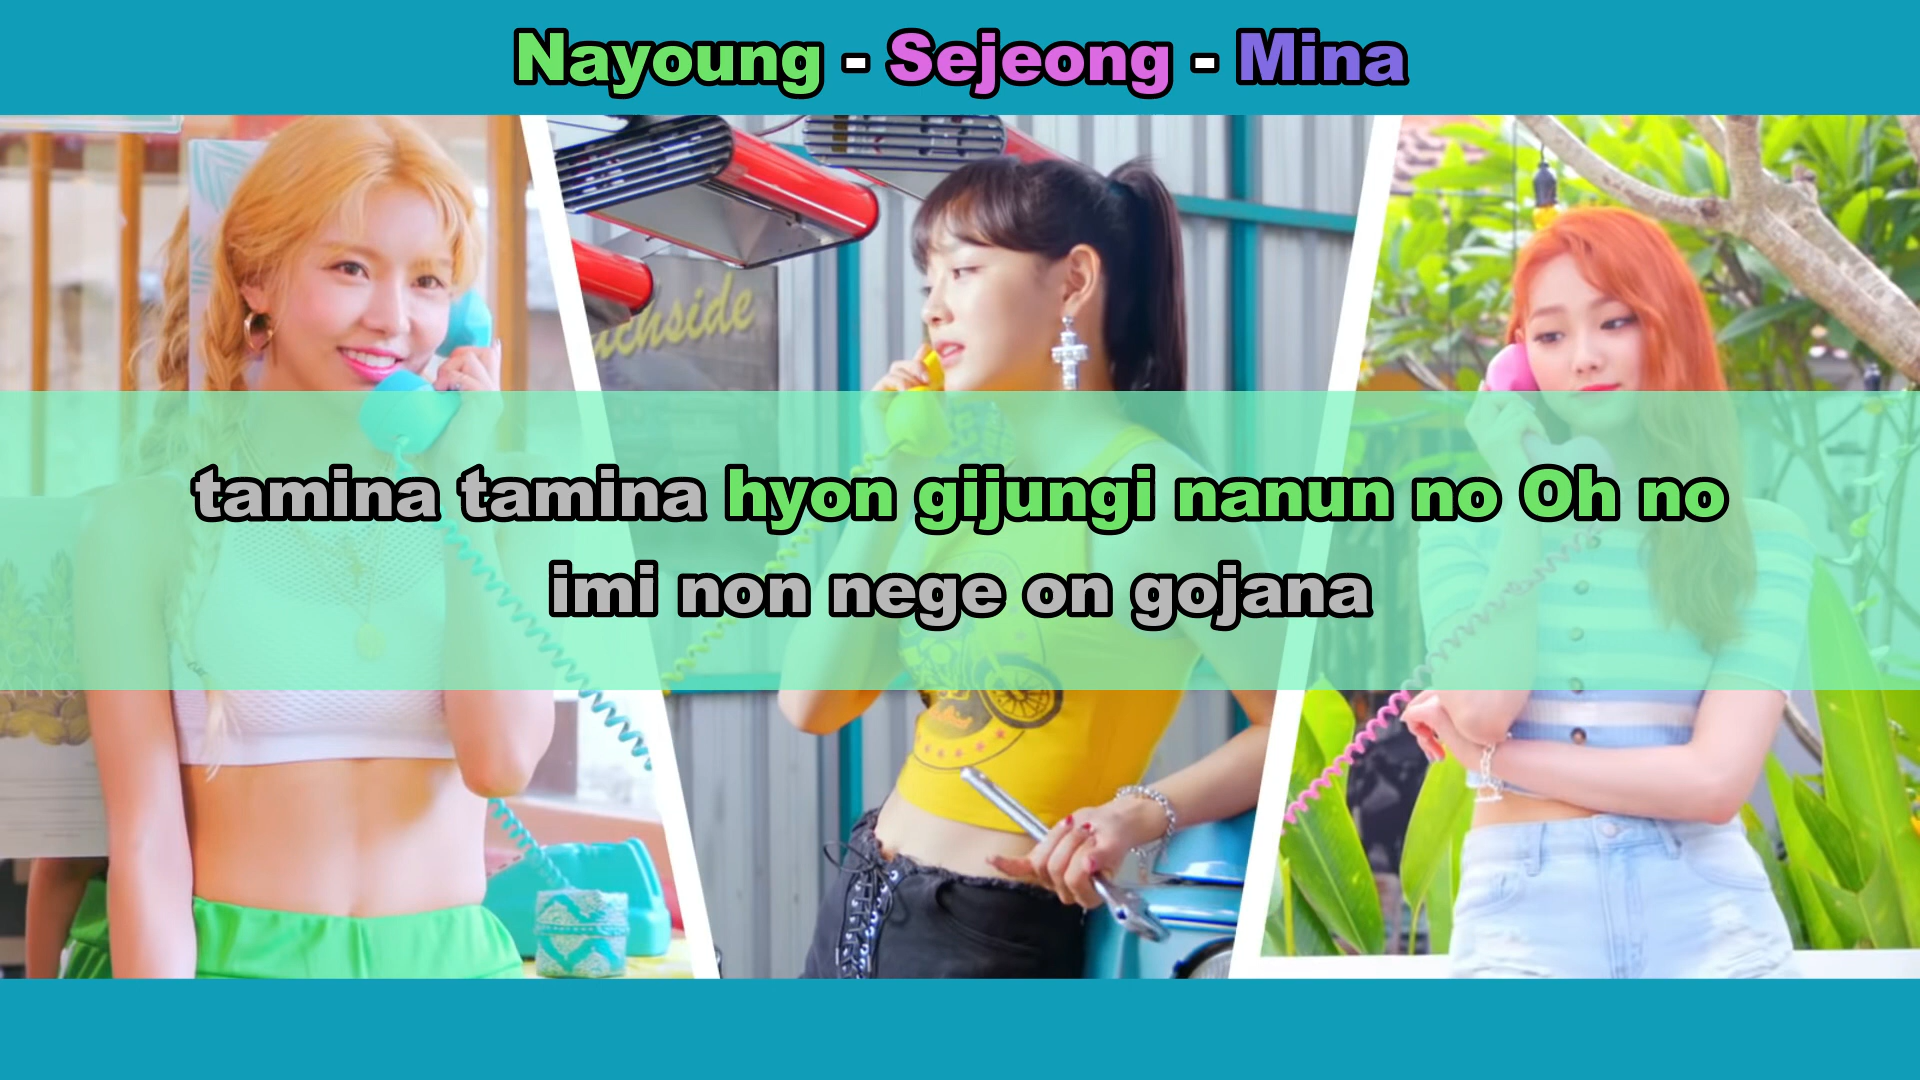 Nayoung - Sejeong - Mina
tamina tamina hyon gijungi nanun no Oh no
imi non nege on gojana